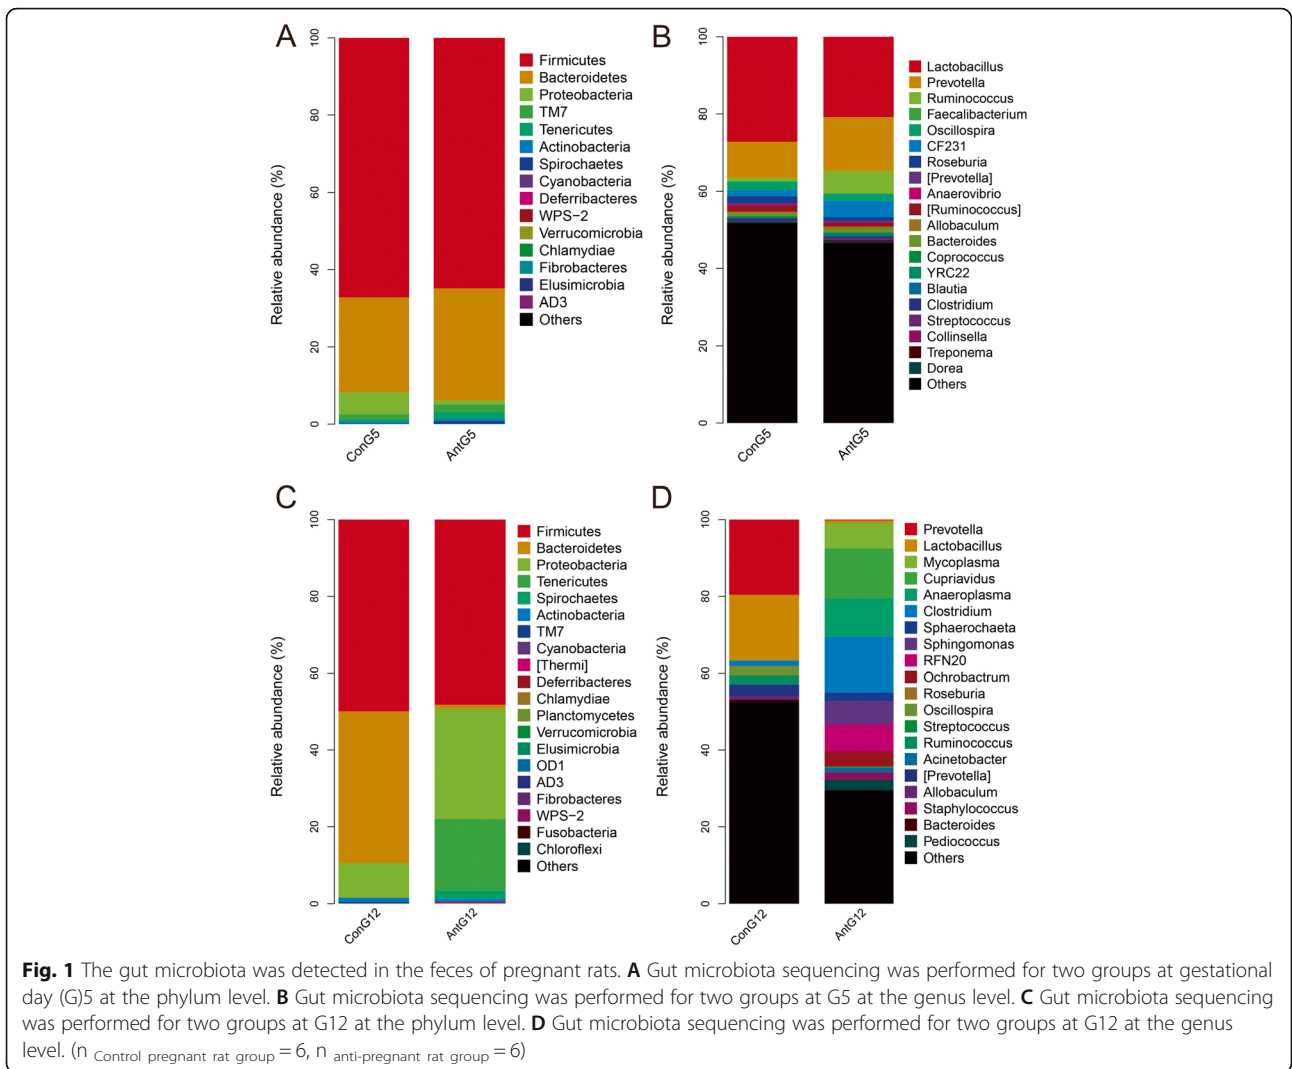 A
Relative abundance (%)
0
20
40
60
80
100
ConG5
AntG5
Firmicutes
Bacteroidetes
Proteobacteria
TM7
Tenericutes
Actinobacteria
Spirochaetes
Cyanobacteria
Deferribacteres
WPS−2
Verrucomicrobia
Chlamydiae
Fibrobacteres
Elusimicrobia
AD3
Others
B
Relative abundance (%)
0
20
40
60
80
100
ConG5
AntG5
Lactobacillus
Prevotella
Ruminococcus
Faecalibacterium
Oscillospira
CF231
Roseburia
[Prevotella]
Anaerovibrio
[Ruminococcus]
Allobaculum
Bacteroides
Coprococcus
YRC22
Blautia
Clostridium
Streptococcus
Collinsella
Treponema
Dorea
Others
C
Relative abundance (%)
0
20
40
60
80
100
ConG12
AntG12
Firmicutes
Bacteroidetes
Proteobacteria
Tenericutes
Spirochaetes
Actinobacteria
TM7
Cyanobacteria
[Thermi]
Deferribacteres
Chlamydiae
Planctomycetes
Verrucomicrobia
Elusimicrobia
OD1
AD3
Fibrobacteres
WPS−2
Fusobacteria
Chloroflexi
Others
D
Relative abundance (%)
0
20
40
60
80
100
ConG12
AntG12
Prevotella
Lactobacillus
Mycoplasma
Cupriavidus
Anaeroplasma
Clostridium
Sphaerochaeta
Sphingomonas
RFN20
Ochrobactrum
Roseburia
Oscillospira
Streptococcus
Ruminococcus
Acinetobacter
[Prevotella]
Allobaculum
Staphylococcus
Bacteroides
Pediococcus
Others
Fig. 1 The gut microbiota was detected in the feces of pregnant rats. A Gut microbiota sequencing was performed for two groups at gestational
day (G)5 at the phylum level. B Gut microbiota sequencing was performed for two groups at G5 at the genus level. C Gut microbiota sequencing
was performed for two groups at G12 at the phylum level. D Gut microbiota sequencing was performed for two groups at G12 at the genus
level. (n Control pregnant rat group = 6, n anti-pregnant rat group = 6)